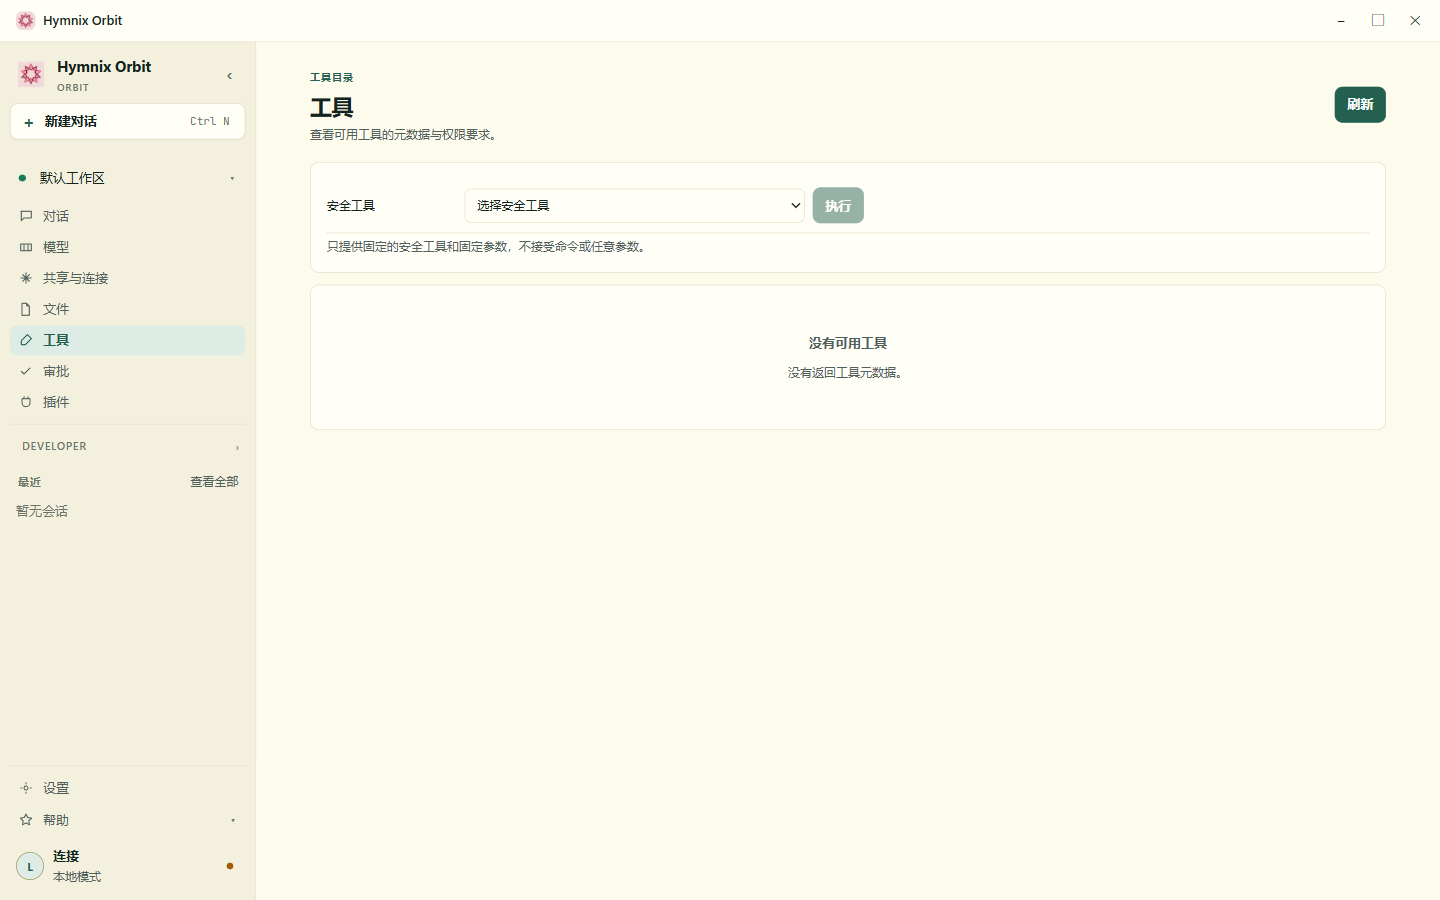 Hymnix Orbit
Hymnix Orbit
ORBIT
新建对话 Ctrl N
默认工作区
对话
模型
共享与连接
文件
工具
审批
插件
DEVELOPER
最近 查看全部
暂无会话
设置
帮助
L
连接
本地模式
工具目录
工具
查看可用工具的元数据与权限要求。
刷新
安全工具 选择安全工具 执行
只提供固定的安全工具和固定参数，不接受命令或任意参数。
没有可用工具
没有返回工具元数据。